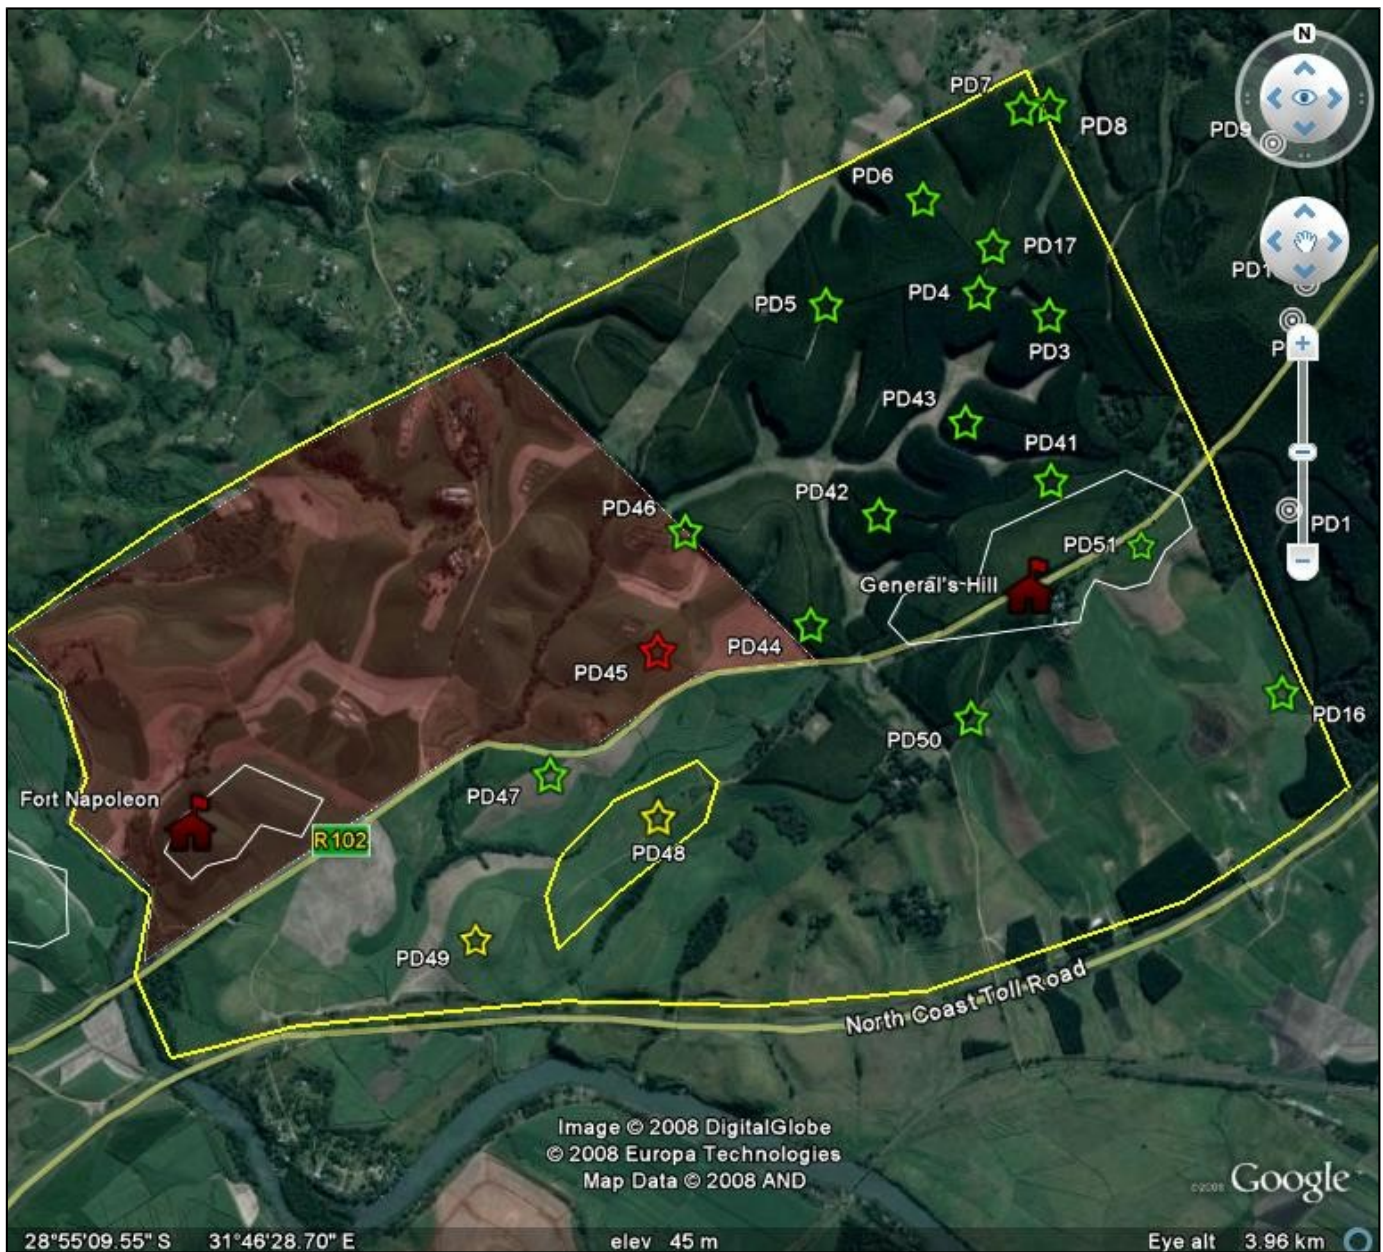 N
PD7
PD8
PD9
PD6
PD17
PD5
PD4
PD3
PD43
PD41
PD46
PD42
PD1
PD51
General's Hill
PD45
PD44
PD16
PD50
Fort Napoleon
PD47
R 102
PD48
PD49
North Coast Toll Road
Image © 2008 DigitalGlobe
© 2008 Europa Technologies
Map Data © 2008 AND
©2008 Google
28°55'09.55" S 31°46'28.70" E elev 45 m Eye alt 3.96 km